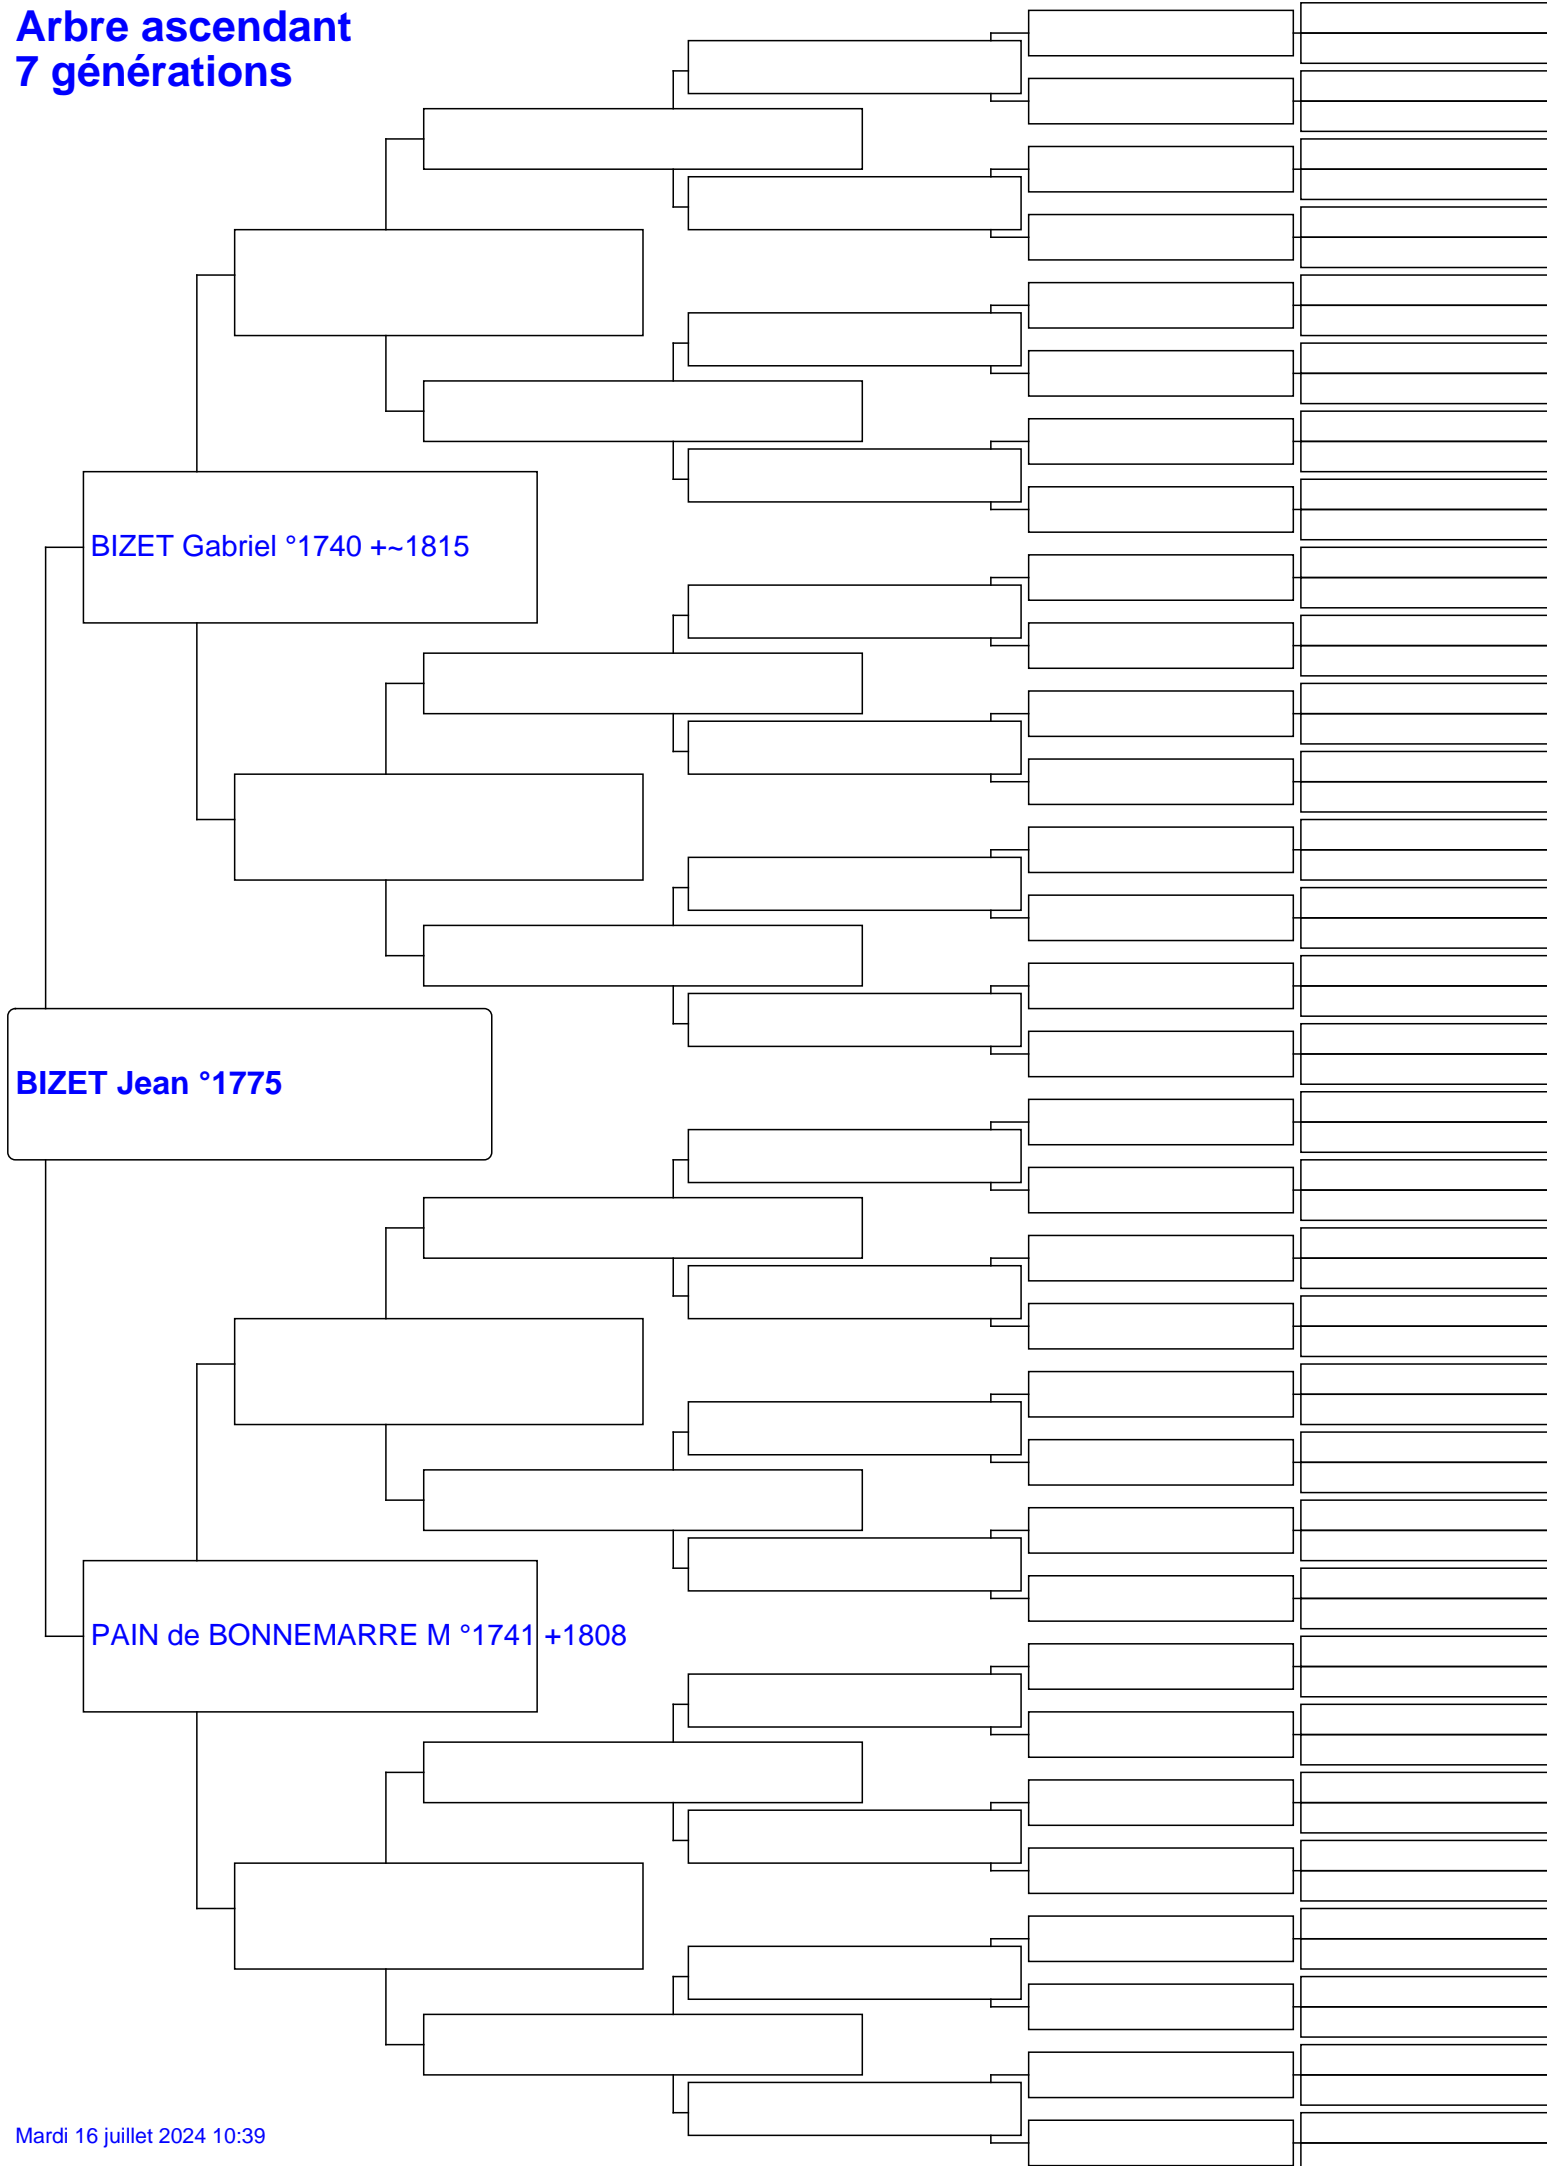 Arbre ascendant
7 générations
BIZET Gabriel °1740 +~1815
BIZET Jean °1775
PAIN de BONNEMARRE M °1741 +1808
Mardi 16 juillet 2024 10:39